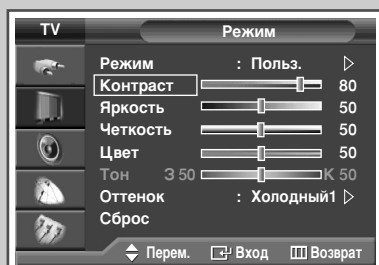 TV Режим
Режим : Польз.
Контраст 80
Яркость 50
Четкость 50
Цвет 50
Тон З 50 К 50
Оттенок : Холодный1
Сброс
Перем. Вход Возврат